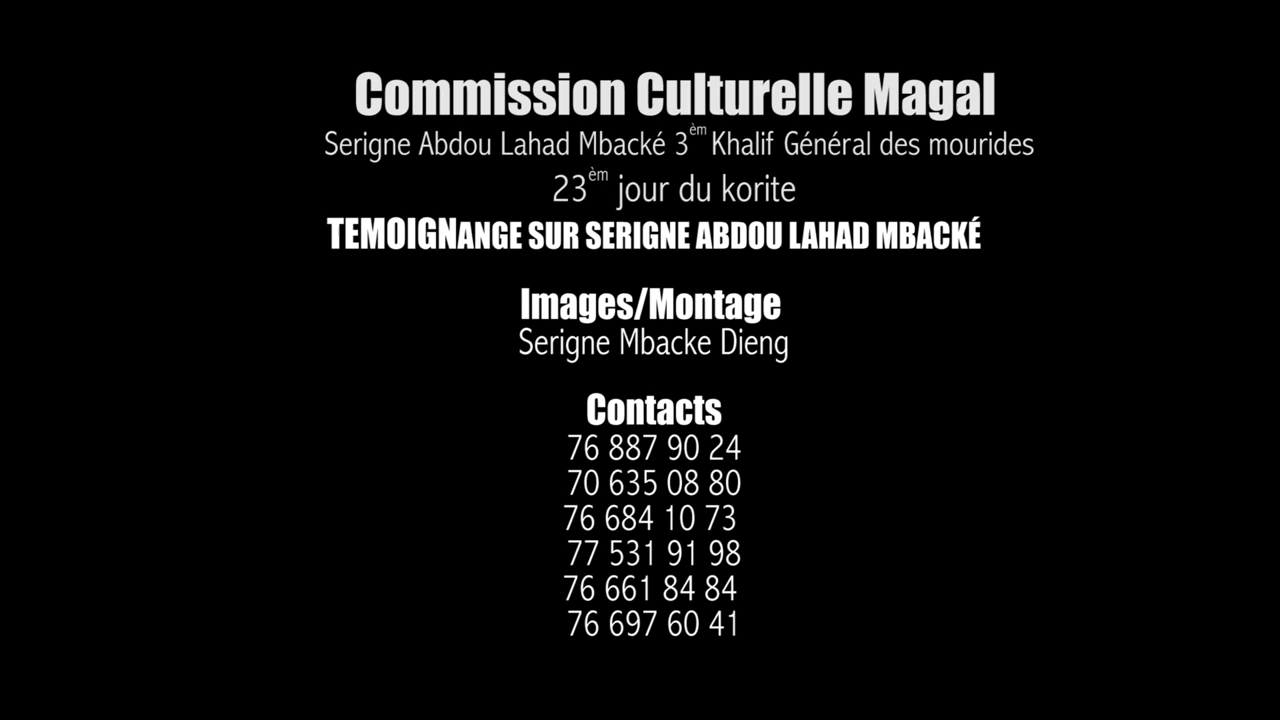 Commission Culturelle Magal
Serigne Abdou Lahad Mbacké 3èm Khalif Général des mourides
23èm jour du korite
TEMOIGNANGE SUR SERIGNE ABDOU LAHAD MBACKÉ
Images/Montage
Serigne Mbacke Dieng
Contacts
76 887 90 24
70 635 08 80
76 684 10 73
77 531 91 98
76 661 84 84
76 697 60 41